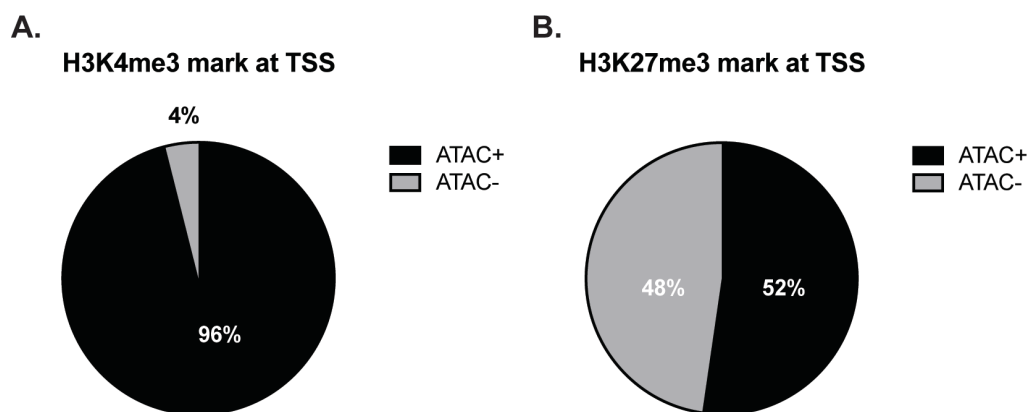 A.
H3K4me3 mark at TSS
4%
96%
ATAC+
ATAC-
B.
H3K27me3 mark at TSS
48%
52%
ATAC+
ATAC-